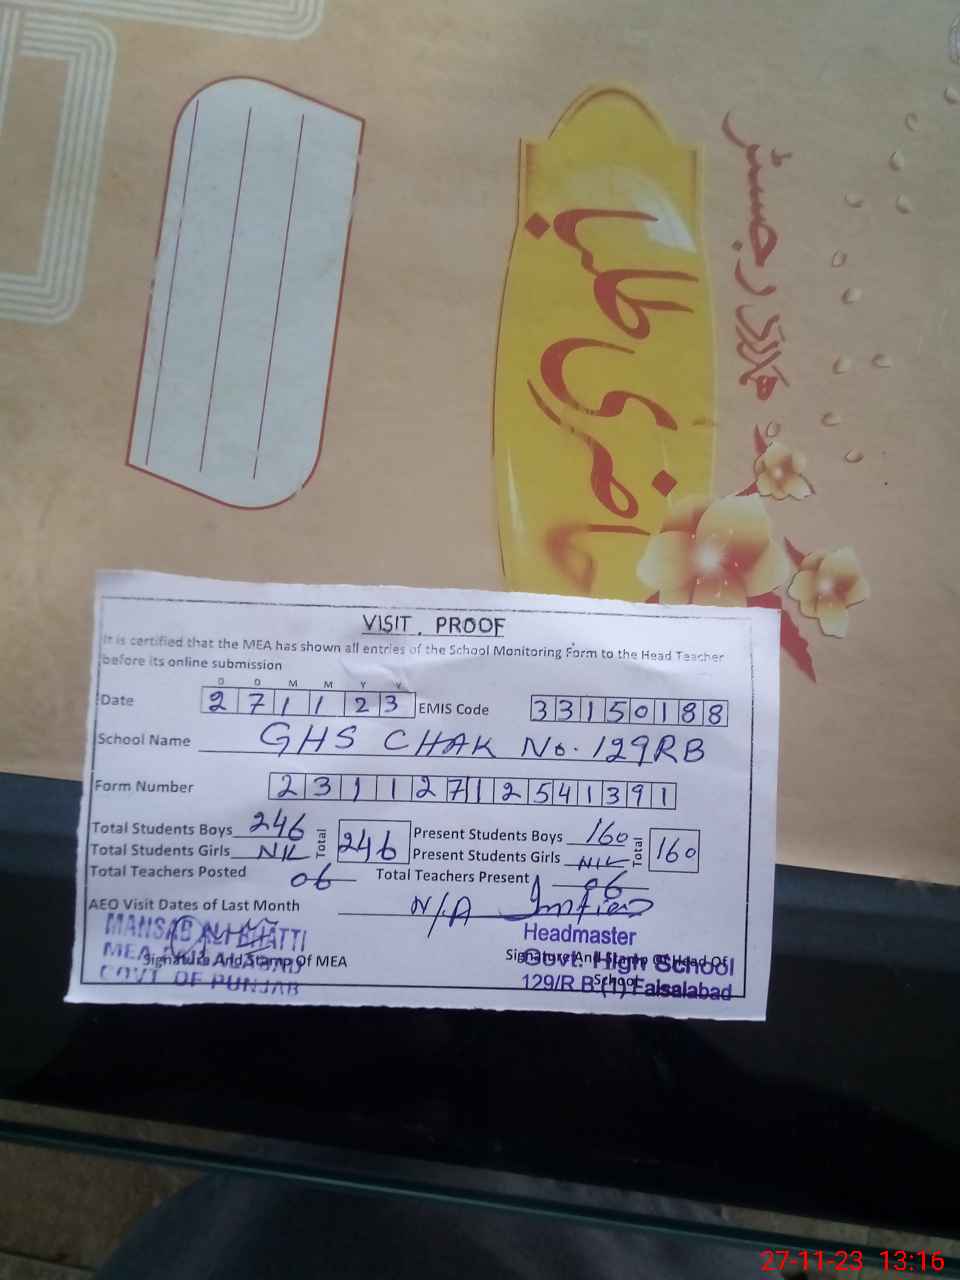 ہمارا رجسٹر
حاضری طلبا
VISIT PROOF
It is certified that the MEA has shown all entries of the School Monitoring Form to the Head Teacher
before its online submission
D D M M Y Y
Date 2 7 1 1 2 3 EMIS Code 3 3 1 5 0 1 8 8
School Name GHS CHAK No. 129RB
Form Number 2 3 1 1 2 7 1 2 5 4 1 3 9 1
Total Students Boys 246 Total 246 Present Students Boys 160 Total 160
Total Students Girls NIL Present Students Girls NIL
Total Teachers Posted 06 Total Teachers Present 06
AEO Visit Dates of Last Month N/A
MANSAB ALI BHATTI
MEA
GOVT OF PUNJAB
Signature And Stamp Of MEA
Headmaster
Govt. High School
129/R.B.(1) Faisalabad
Signature And Stamp Of Head Of
School
27-11-23 13:16